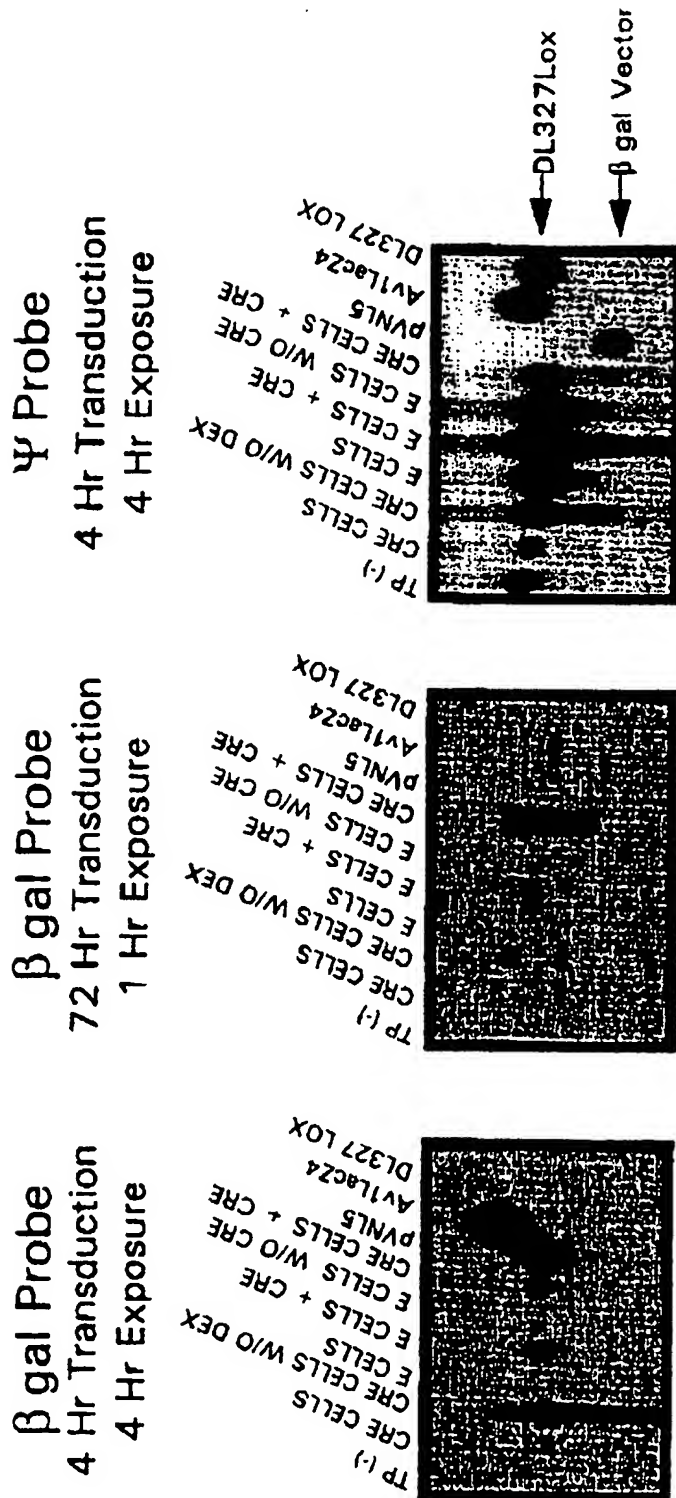 β gal Probe
4 Hr Transduction
4 Hr Exposure
TP (-)
CRE CELLS
CRE CELLS W/O DEX
E CELLS
E CELLS + CRE
E CELLS W/O CRE
CRE CELLS + CRE
pVNL5
Av1LacZ4
DL327 LOX
β gal Probe
72 Hr Transduction
1 Hr Exposure
TP (-)
CRE CELLS
CRE CELLS W/O DEX
E CELLS
E CELLS + CRE
E CELLS W/O CRE
CRE CELLS + CRE
pVNL5
Av1LacZ4
DL327 LOX
Ψ Probe
4 Hr Transduction
4 Hr Exposure
TP (-)
CRE CELLS
CRE CELLS W/O DEX
E CELLS
E CELLS + CRE
E CELLS W/O CRE
CRE CELLS + CRE
pVNL5
Av1LacZ4
DL327 LOX
DL327Lox
β gal Vector